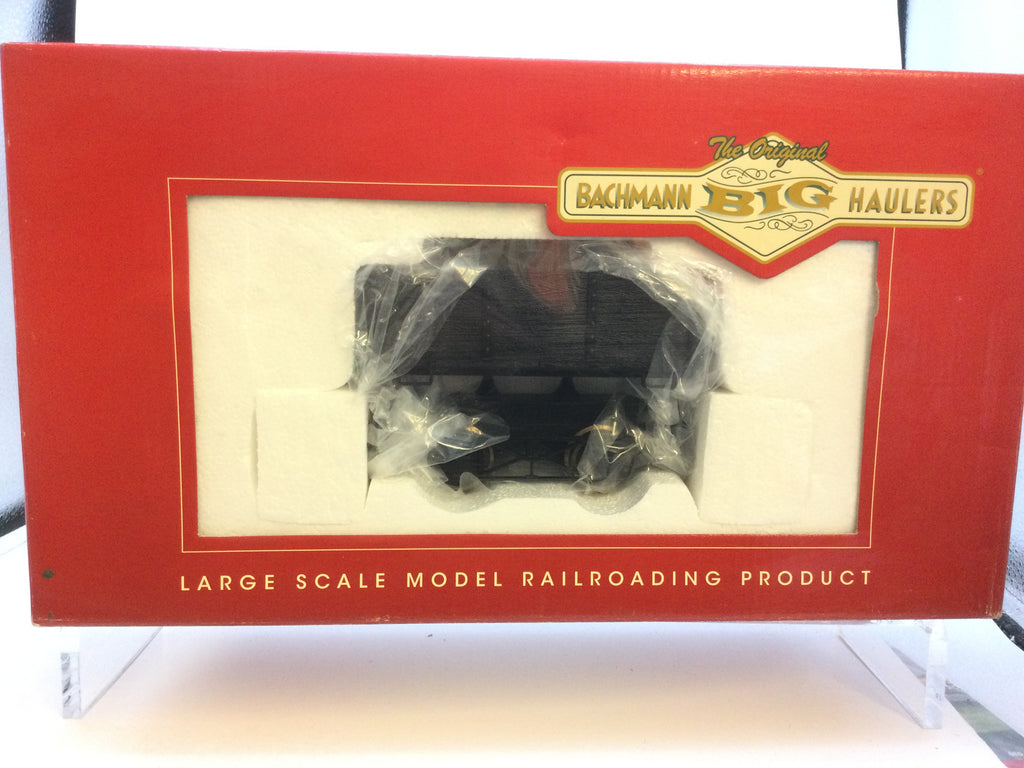 The Original
BACHMANN BIG HAULERS
LARGE SCALE MODEL RAILROADING PRODUCT